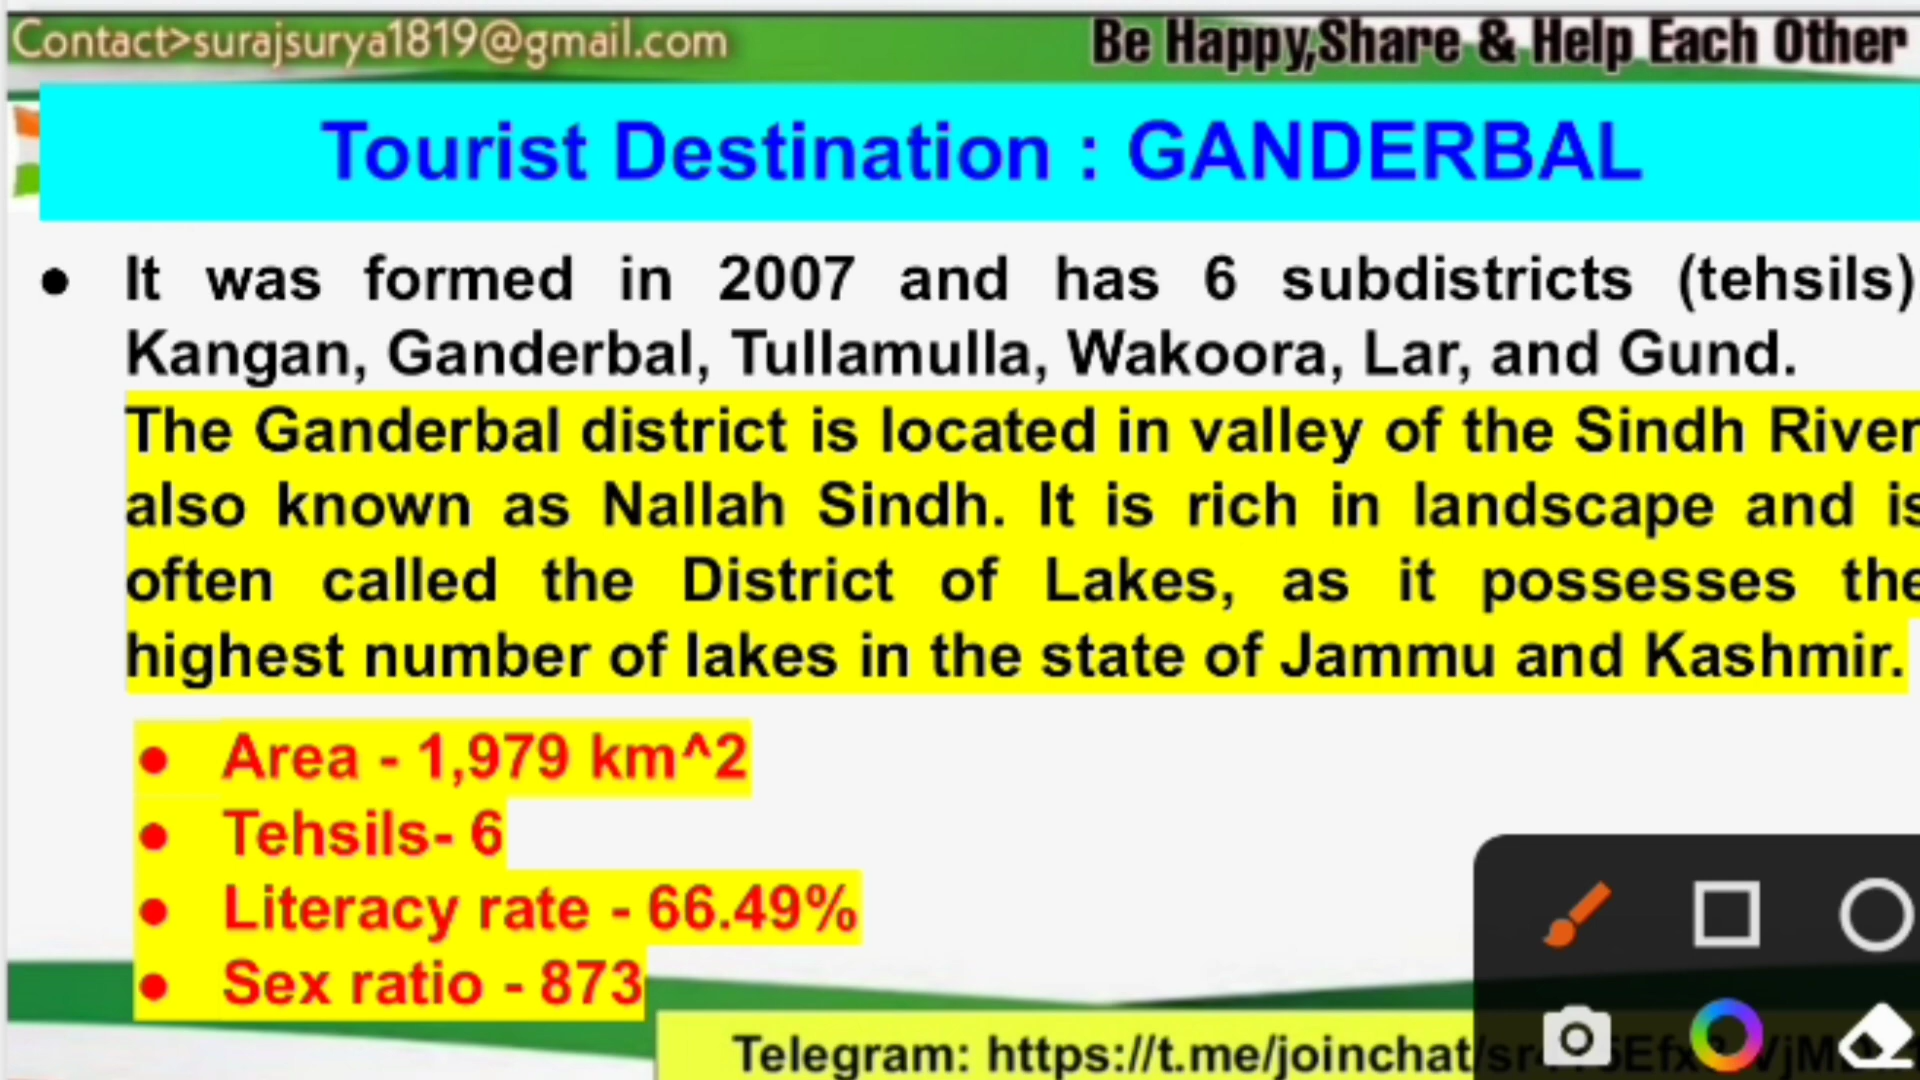 Contact>surajsurya1819@gmail.com
Be Happy,Share & Help Each Other
Tourist Destination : GANDERBAL
● It was formed in 2007 and has 6 subdistricts (tehsils)
Kangan, Ganderbal, Tullamulla, Wakoora, Lar, and Gund.
The Ganderbal district is located in valley of the Sindh River
also known as Nallah Sindh. It is rich in landscape and is
often called the District of Lakes, as it possesses the
highest number of lakes in the state of Jammu and Kashmir.
● Area - 1,979 km^2
● Tehsils- 6
● Literacy rate - 66.49%
● Sex ratio - 873
Telegram: https://t.me/joinchat/